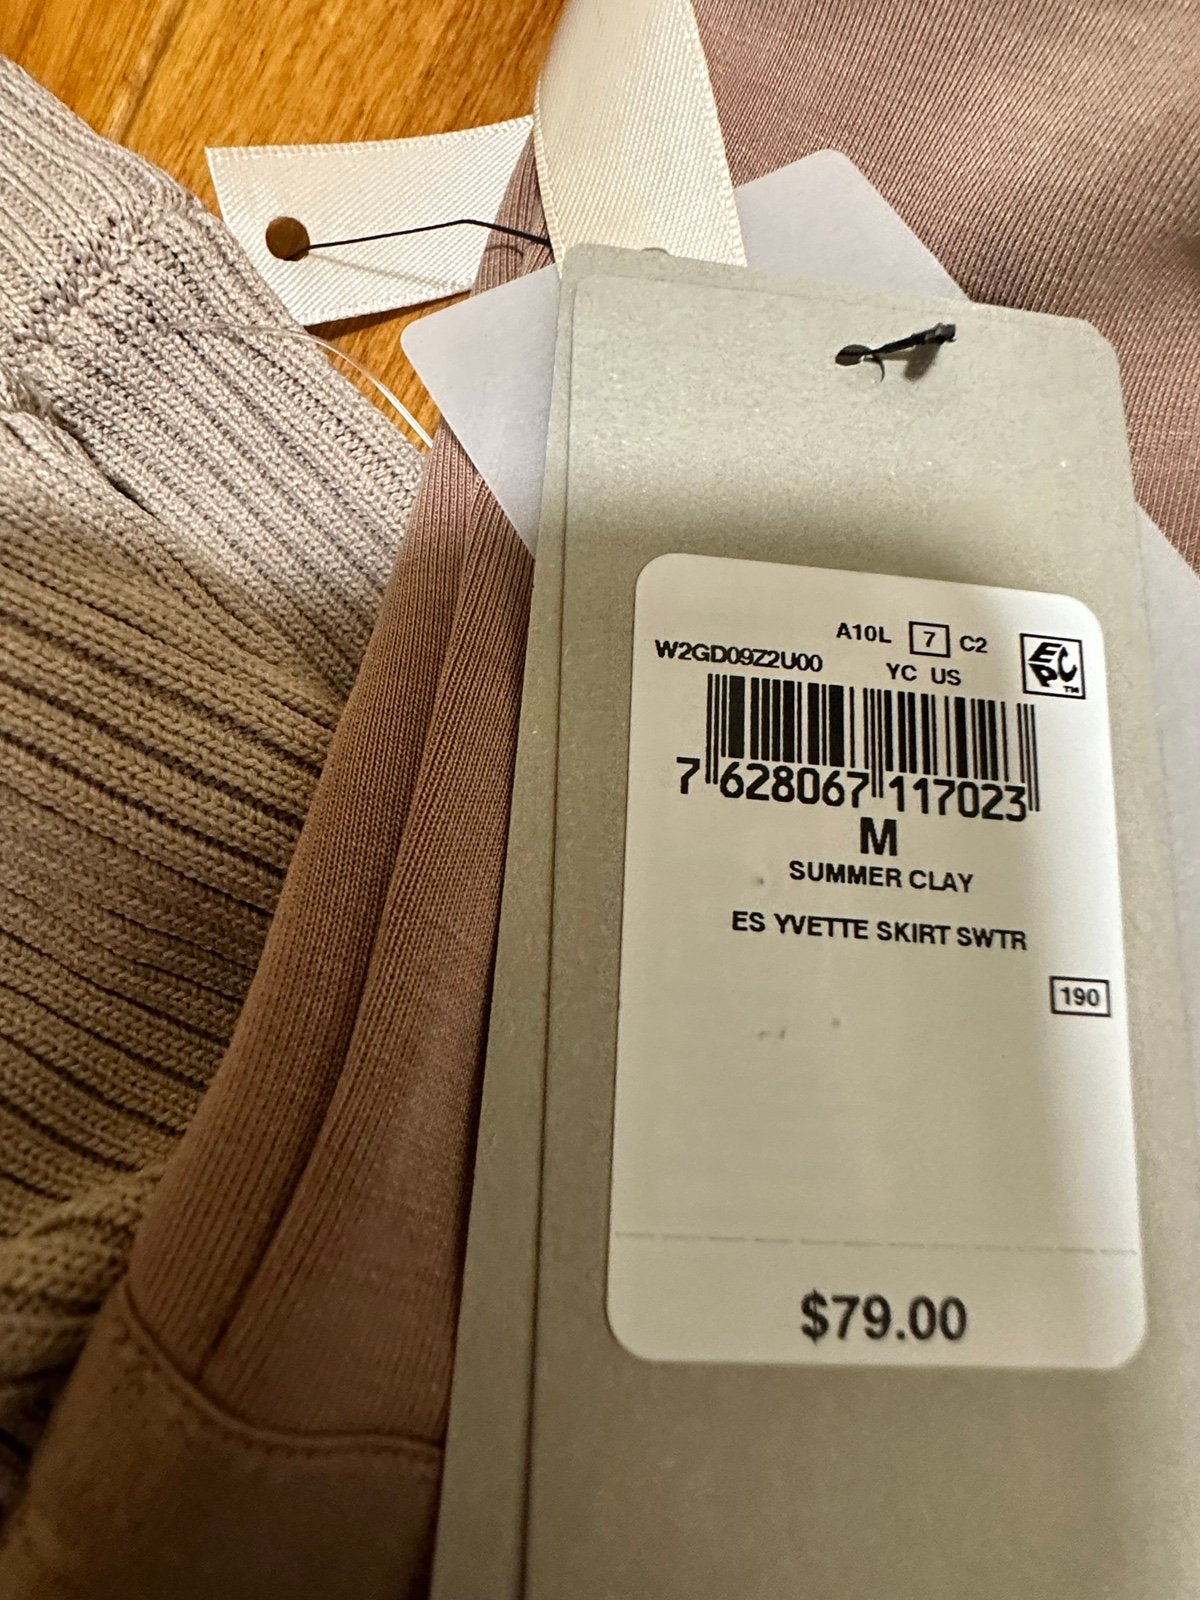 A10L 7 C2
W2GD09Z2U00 YC US
EPC TM
7 628067 117023
M
SUMMER CLAY
ES YVETTE SKIRT SWTR
190
$79.00